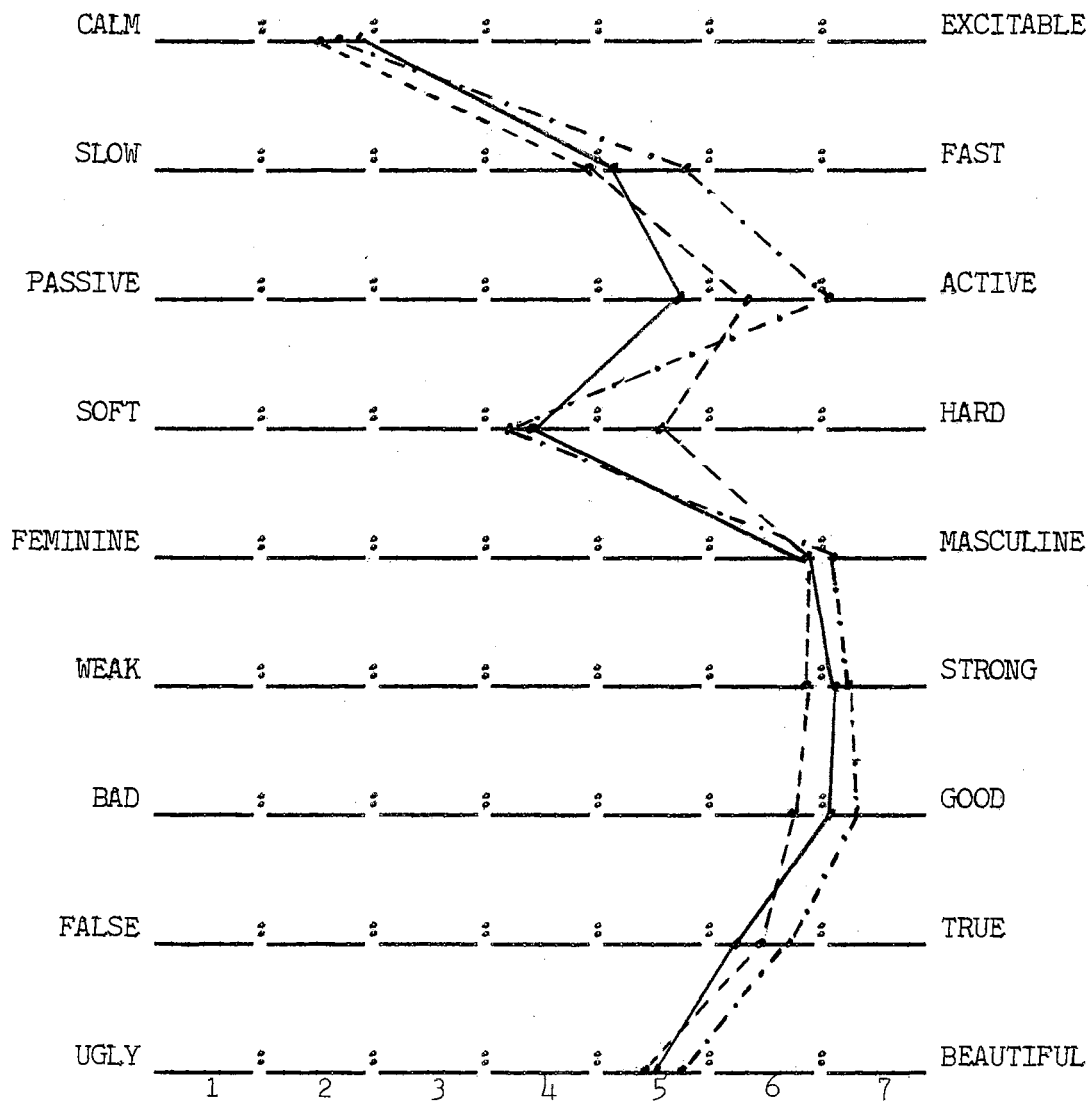 CALM EXCITABLE
SLOW FAST
PASSIVE ACTIVE
SOFT HARD
FEMININE MASCULINE
WEAK STRONG
BAD GOOD
FALSE TRUE
UGLY BEAUTIFUL
1 2 3 4 5 6 7